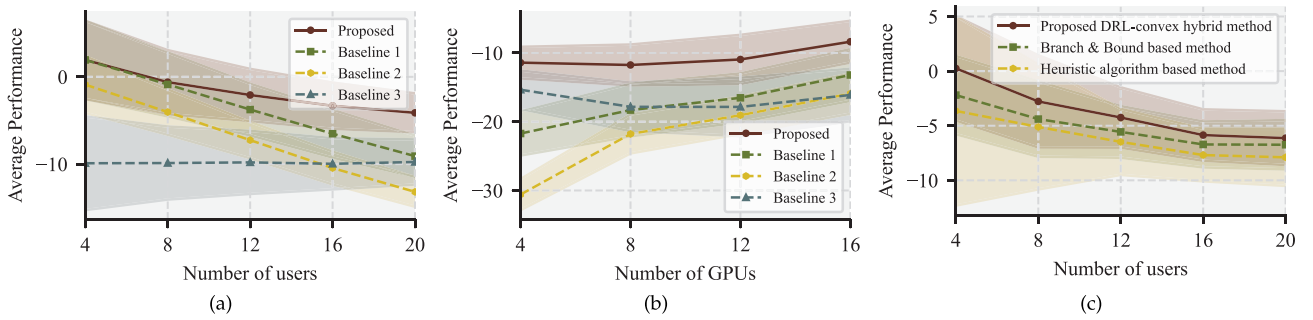 Average Performance
0
−10
4
8
12
16
20
Number of users
Proposed
Baseline 1
Baseline 2
Baseline 3
(a)
Average Performance
−10
−20
−30
4
8
12
16
Number of GPUs
Proposed
Baseline 1
Baseline 2
Baseline 3
(b)
Average Performance
5
0
−5
−10
4
8
12
16
20
Number of users
Proposed DRL-convex hybrid method
Branch & Bound based method
Heuristic algorithm based method
(c)